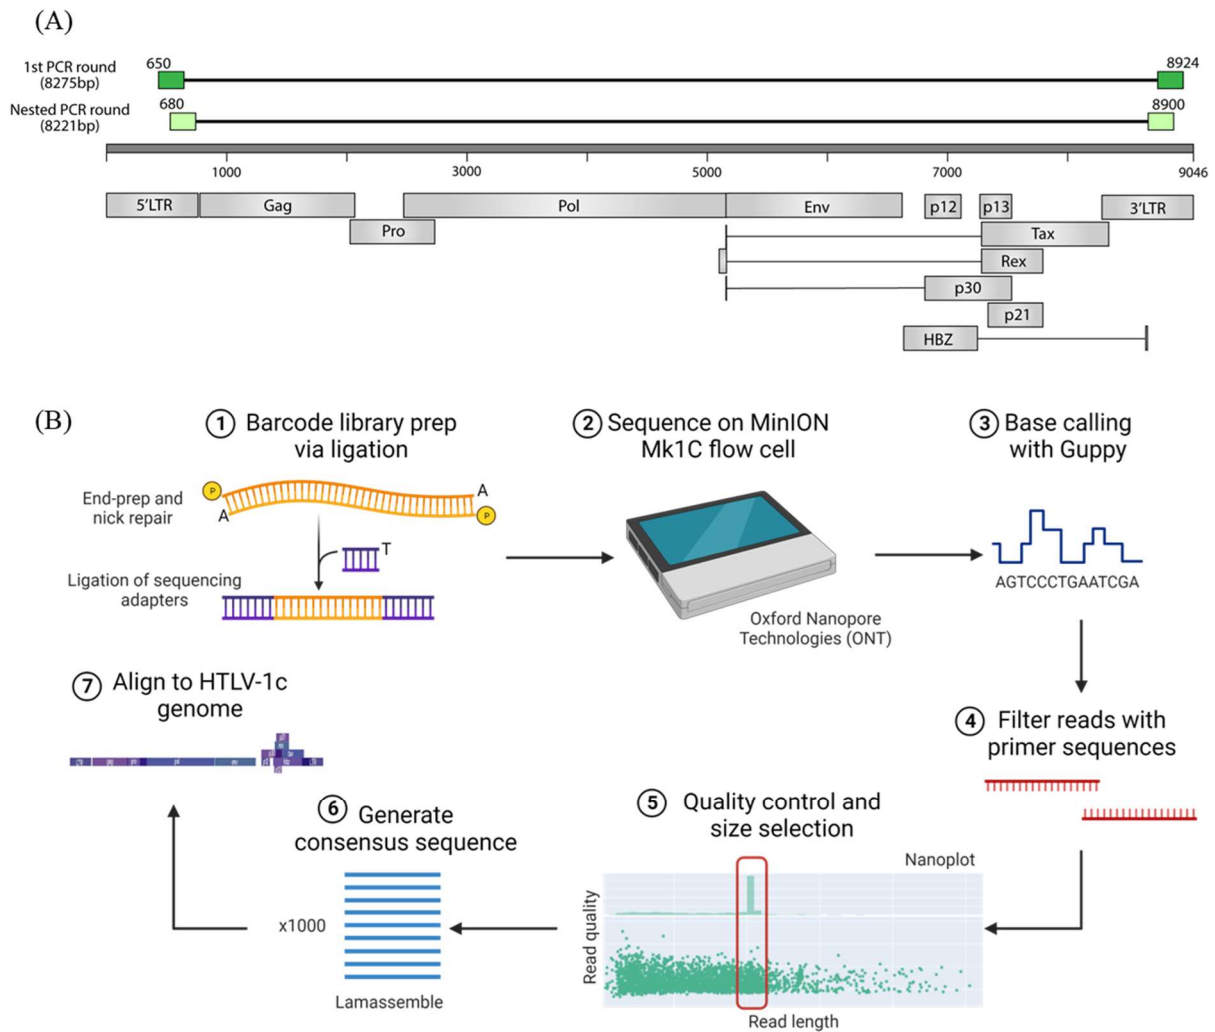 (A)
1st PCR round
(8275bp)
650
8924
Nested PCR round
(8221bp)
680
8900
1000
3000
5000
7000
9046
5'LTR
Gag
Pol
Env
p12
p13
3'LTR
Pro
Tax
Rex
p30
p21
HBZ
(B)
1 Barcode library prep
via ligation
End-prep and
nick repair
P
A
A
P
T
Ligation of sequencing
adapters
2 Sequence on MinION
Mk1C flow cell
Oxford Nanopore
Technologies (ONT)
3 Base calling
with Guppy
AGTCCCTGAATCGA
4 Filter reads with
primer sequences
5 Quality control and
size selection
Nanoplot
Read quality
Read length
6 Generate
consensus sequence
x1000
Lamassemble
7 Align to HTLV-1c
genome